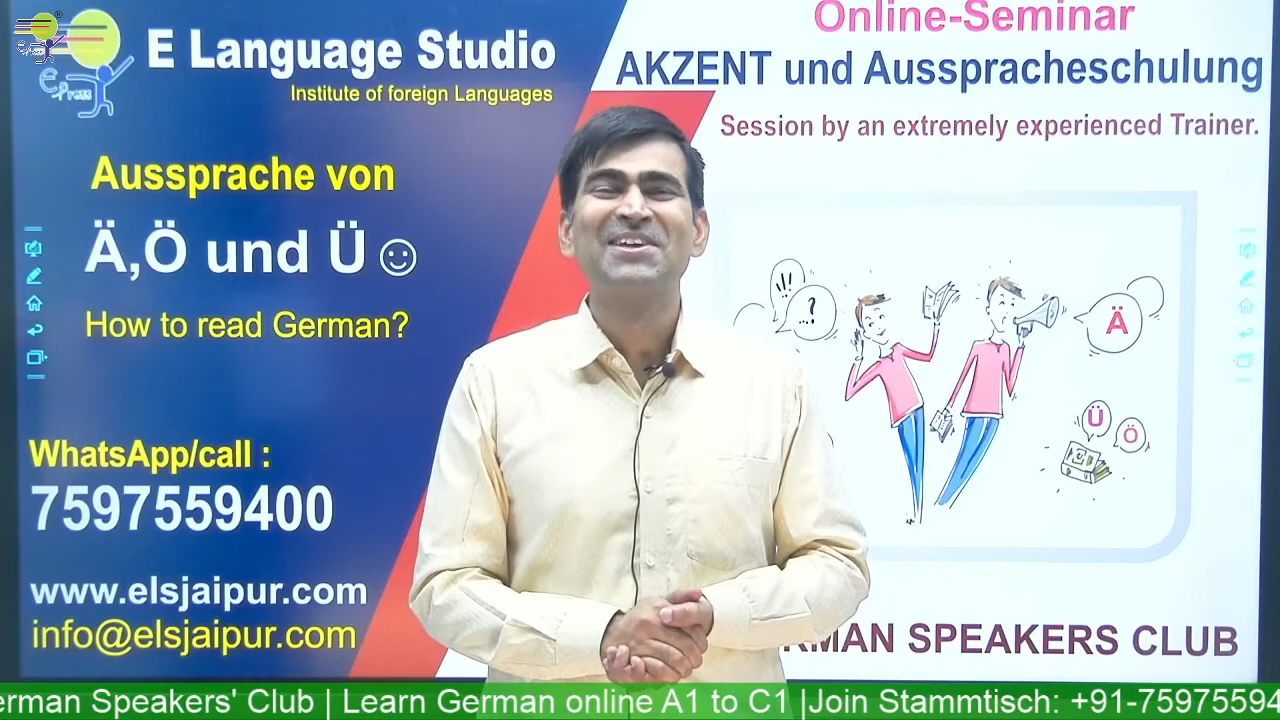 E Language Studio
Institute of foreign Languages
Aussprache von
Ä,Ö und Ü☺
How to read German?
WhatsApp/call :
7597559400
www.elsjaipur.com
info@elsjaipur.com
Online-Seminar
AKZENT und Ausspracheschulung
Session by an extremely experienced Trainer.
!!!
...?
Ä
Ü
Ö
RMAN SPEAKERS CLUB
erman Speakers' Club | Learn German online A1 to C1 |Join Stammtisch: +91-75975594